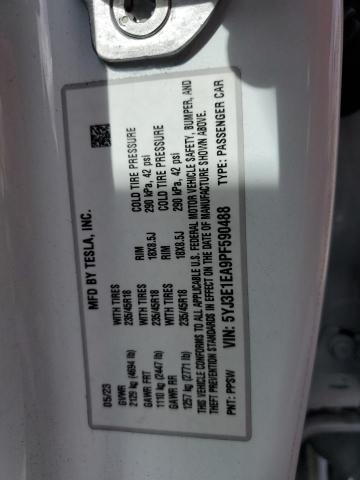 MFD BY TESLA, INC.
05/23
GVWR
2129 kg (4694 lb)
GAWR FRT WITH TIRES RIM COLD TIRE PRESSURE
1110 kg (2447 lb) 235/45R18 18X8.5J 290 kPa, 42 psi
GAWR RR WITH TIRES RIM COLD TIRE PRESSURE
1257 kg (2771 lb) 235/45R18 18X8.5J 290 kPa, 42 psi
THIS VEHICLE CONFORMS TO ALL APPLICABLE U.S. FEDERAL MOTOR VEHICLE SAFETY, BUMPER, AND
THEFT PREVENTION STANDARDS IN EFFECT ON THE DATE OF MANUFACTURE SHOWN ABOVE.
VIN: 5YJ3E1EA9PF590488 TYPE: PASSENGER CAR
PNT: PPSW